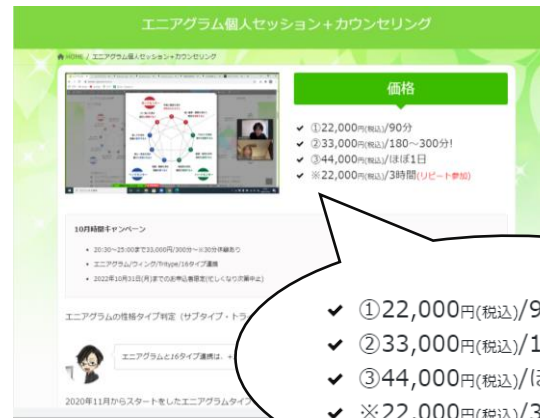 エニアグラム個人セッション+カウンセリング
HOME / エニアグラム個人セッション+カウンセリング
価格
✔ ①22,000円(税込)/90分
✔ ②33,000円(税込)/180〜300分!
✔ ③44,000円(税込)/ほぼ1日
✔ ※22,000円(税込)/3時間(リピート参加)
10月時間キャンペーン
• 20:30〜25:00まで33,000円/300分〜※30分休憩あり
• エニアグラム/ウィング/Tritype/16タイプ連携
• 2022年10月31日(月)までのお申込者限定(忙しくなり次第中止)
エニアグラムの性格タイプ判定(サブタイプ・トラ
エニアグラムと16タイプ連携は、
2020年11月からスタートをしたエニアグラムタイプ
✔ ①22,000円(税込)/9
✔ ②33,000円(税込)/1
✔ ③44,000円(税込)/ほ
✔ ※22,000円(税込)/3